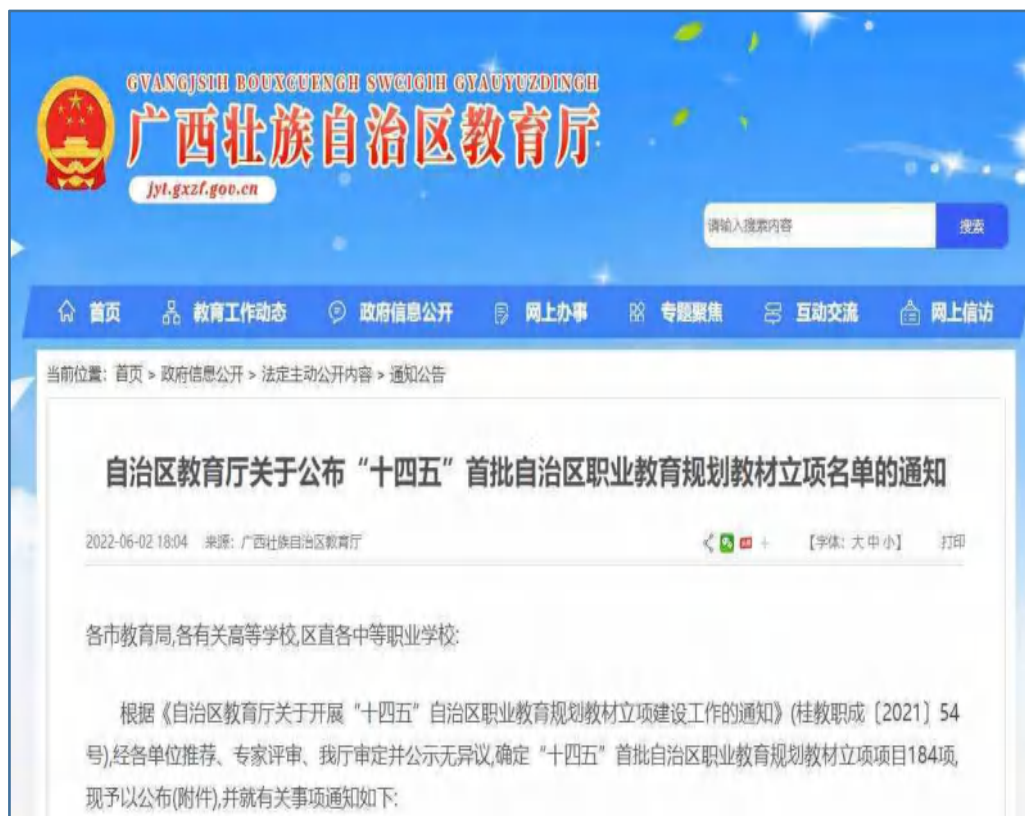 GVANGJSIH BOUXCUENGH SWCIGIH GYAUYUZDINGH
广西壮族自治区教育厅
jyt.gxzf.gov.cn
请输入搜索内容
搜索
首页 教育工作动态 政府信息公开 网上办事 专题聚焦 互动交流 网上信访
当前位置：首页 > 政府信息公开 > 法定主动公开内容 > 通知公告
自治区教育厅关于公布“十四五”首批自治区职业教育规划教材立项名单的通知
2022-06-02 18:04 来源：广西壮族自治区教育厅 【字体：大 中 小】 打印
各市教育局,各有关高等学校,区直各中等职业学校:
根据《自治区教育厅关于开展“十四五”自治区职业教育规划教材立项建设工作的通知》(桂教职成〔2021〕54
号),经各单位推荐、专家评审、我厅审定并公示无异议,确定“十四五”首批自治区职业教育规划教材立项项目184项,
现予以公布(附件),并就有关事项通知如下: